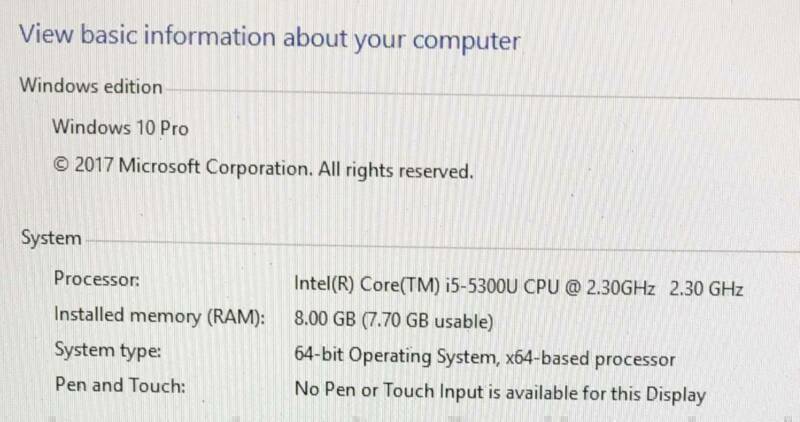 View basic information about your computer
Windows edition
Windows 10 Pro
© 2017 Microsoft Corporation. All rights reserved.
System
Processor: Intel(R) Core(TM) i5-5300U CPU @ 2.30GHz 2.30 GHz
Installed memory (RAM): 8.00 GB (7.70 GB usable)
System type: 64-bit Operating System, x64-based processor
Pen and Touch: No Pen or Touch Input is available for this Display